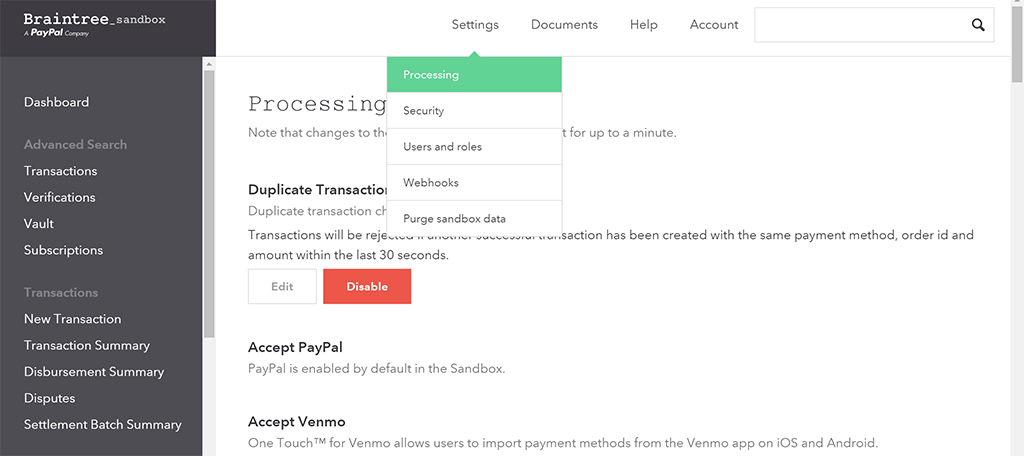 Braintree_sandbox
A PayPal Company
Settings Documents Help Account
Dashboard
Advanced Search
Transactions
Verifications
Vault
Subscriptions
Transactions
New Transaction
Transaction Summary
Disbursement Summary
Disputes
Settlement Batch Summary
Processing
Security
Users and roles
Webhooks
Purge sandbox data
Processing
Note that changes to the t for up to a minute.
Duplicate Transaction
Duplicate transaction ch
Transactions will be rejected if another successful transaction has been created with the same payment method, order id and
amount within the last 30 seconds.
Edit Disable
Accept PayPal
PayPal is enabled by default in the Sandbox.
Accept Venmo
One Touch™ for Venmo allows users to import payment methods from the Venmo app on iOS and Android.